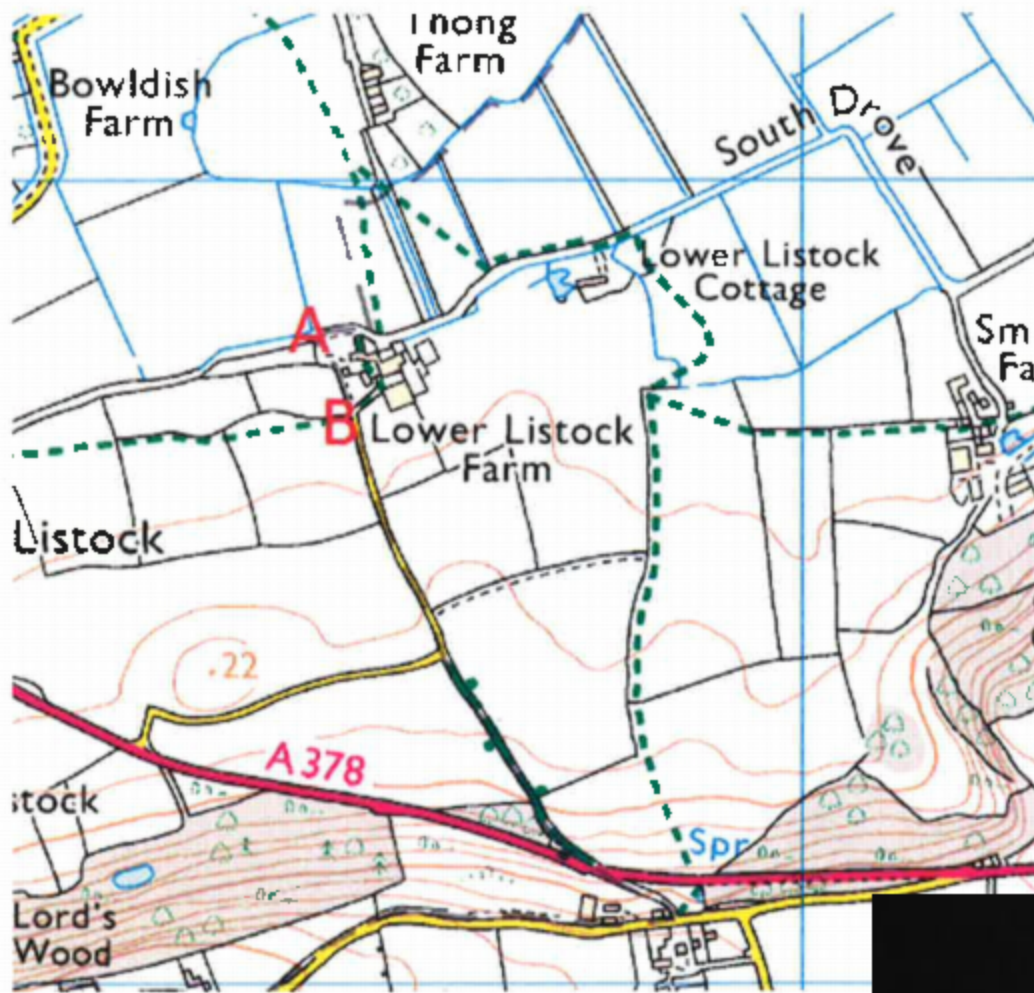 Thong
Farm
Bowldish
Farm
South Drove
Lower Listock
Cottage
A
B
Lower Listock
Farm
Sm
Fa
Listock
.22
A 378
stock
Spr
Lord's
Wood